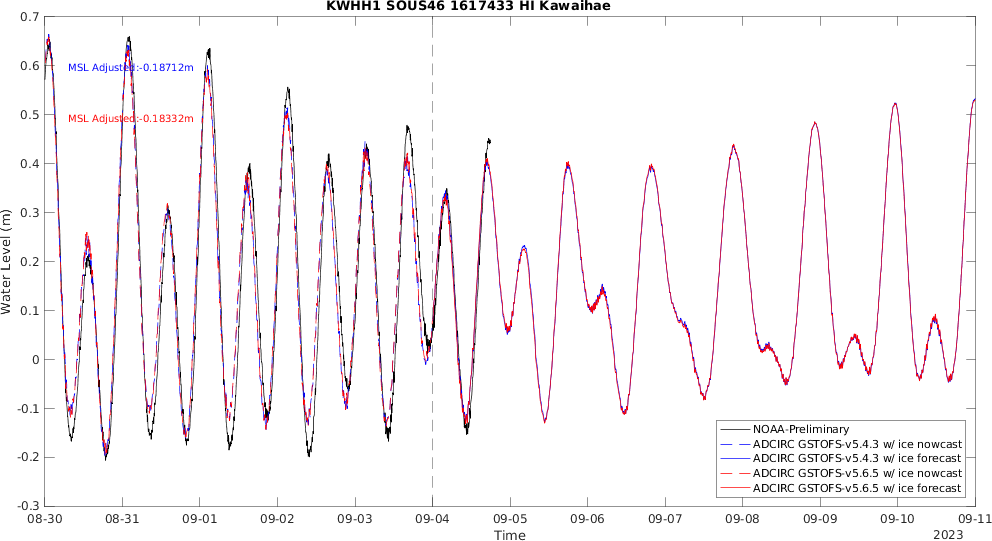 KWHH1 SOUS46 1617433 HI Kawaihae
0.7
0.6
0.5
0.4
0.3
0.2
0.1
0
-0.1
-0.2
-0.3
Water Level (m)
MSL Adjusted:-0.18712m
MSL Adjusted:-0.18332m
NOAA-Preliminary
ADCIRC GSTOFS-v5.4.3 w/ ice nowcast
ADCIRC GSTOFS-v5.4.3 w/ ice forecast
ADCIRC GSTOFS-v5.6.5 w/ ice nowcast
ADCIRC GSTOFS-v5.6.5 w/ ice forecast
08-30 08-31 09-01 09-02 09-03 09-04 09-05 09-06 09-07 09-08 09-09 09-10 09-11
Time
2023